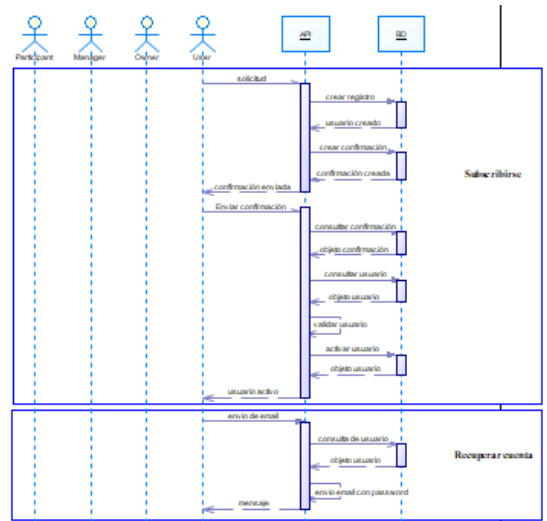 API
BD
Participant
Manager
Owner
User
solicitud
crear registro
usuario creado
crear confirmación
confirmación creada
Subscribirse
confirmación enviada
Enviar confirmación
consultar confirmación
objeto confirmación
consultar usuario
objeto usuario
validar usuario
activar usuario
objeto usuario
usuario activo
envio de email
consulta de usuario
Recuperar cuenta
objeto usuario
envio email con password
mensaje